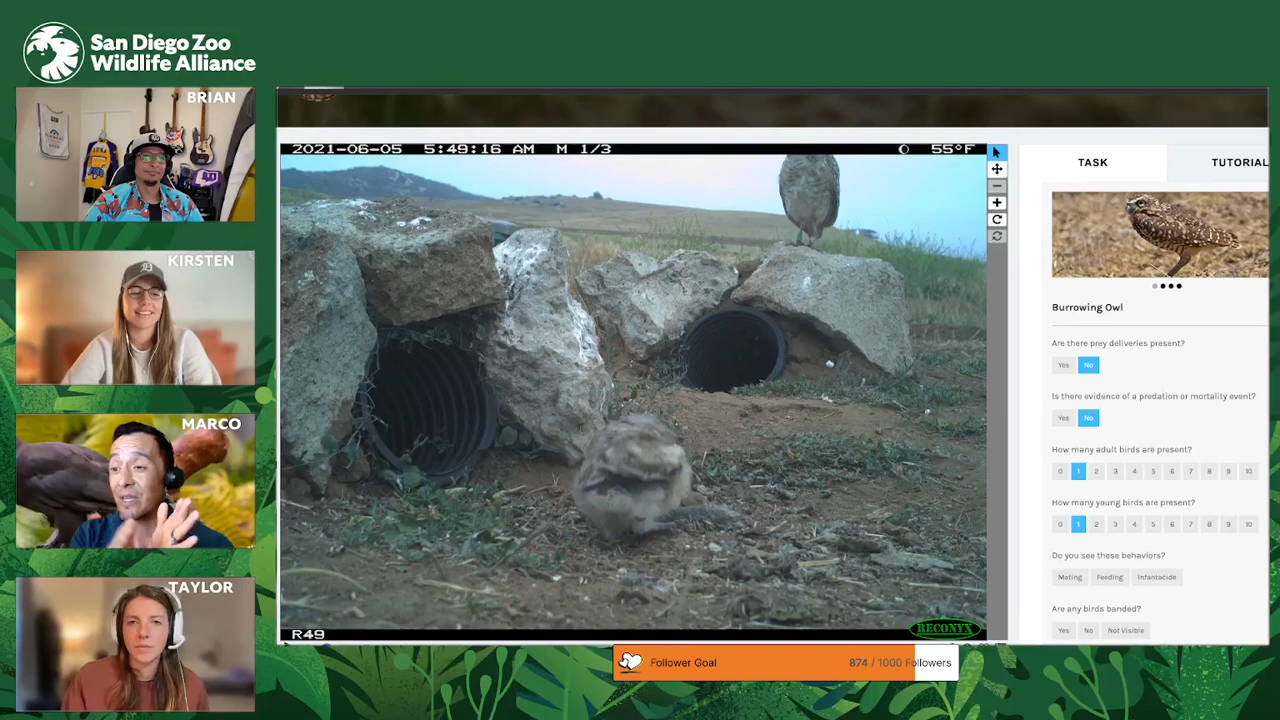 San Diego Zoo
Wildlife Alliance
BRIAN
KIRSTEN
MARCO
TAYLOR
2021-06-05 5:49:16 AM M 1/3 55°F
R49
RECONYX
TASK
TUTORIAL
Burrowing Owl
Are there prey deliveries present?
Yes No
Is there evidence of a predation or mortality event?
Yes No
How many adult birds are present?
0 1 2 3 4 5 6 7 8 9 10
How many young birds are present?
0 1 2 3 4 5 6 7 8 9 10
Do you see these behaviors?
Mating Feeding Infantacide
Are any birds banded?
Yes No Not Visible
Follower Goal 874 / 1000 Followers